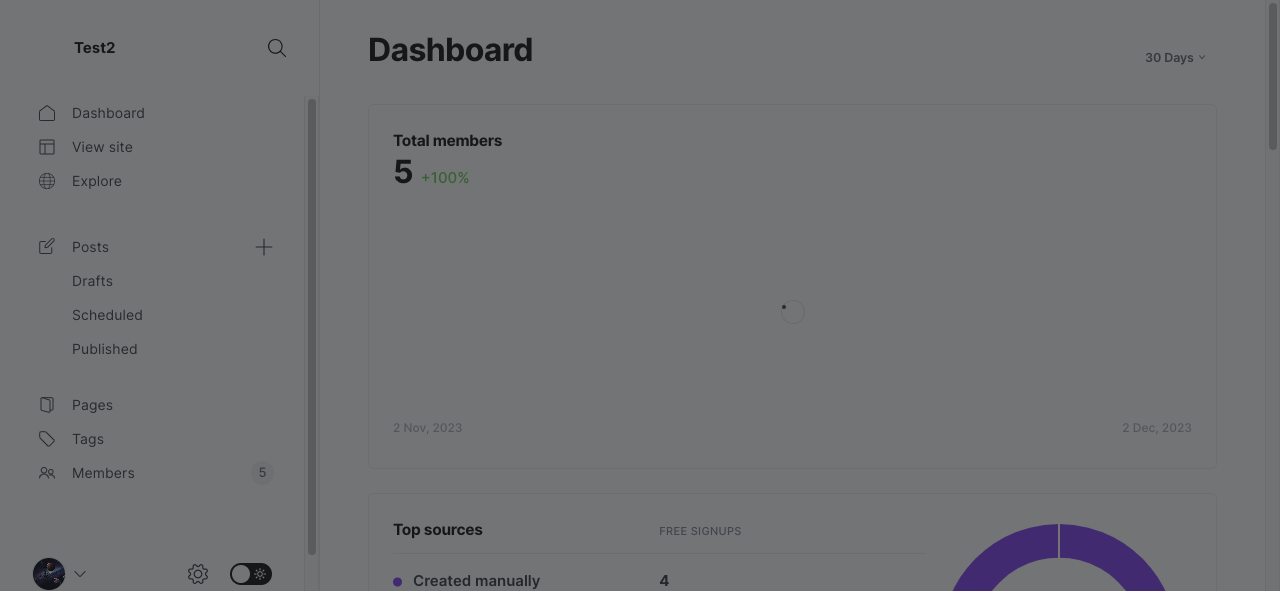 Test2
Dashboard
View site
Explore
Posts
Drafts
Scheduled
Published
Pages
Tags
Members 5
Dashboard
30 Days
Total members
5 +100%
2 Nov, 2023 2 Dec, 2023
Top sources FREE SIGNUPS
Created manually 4